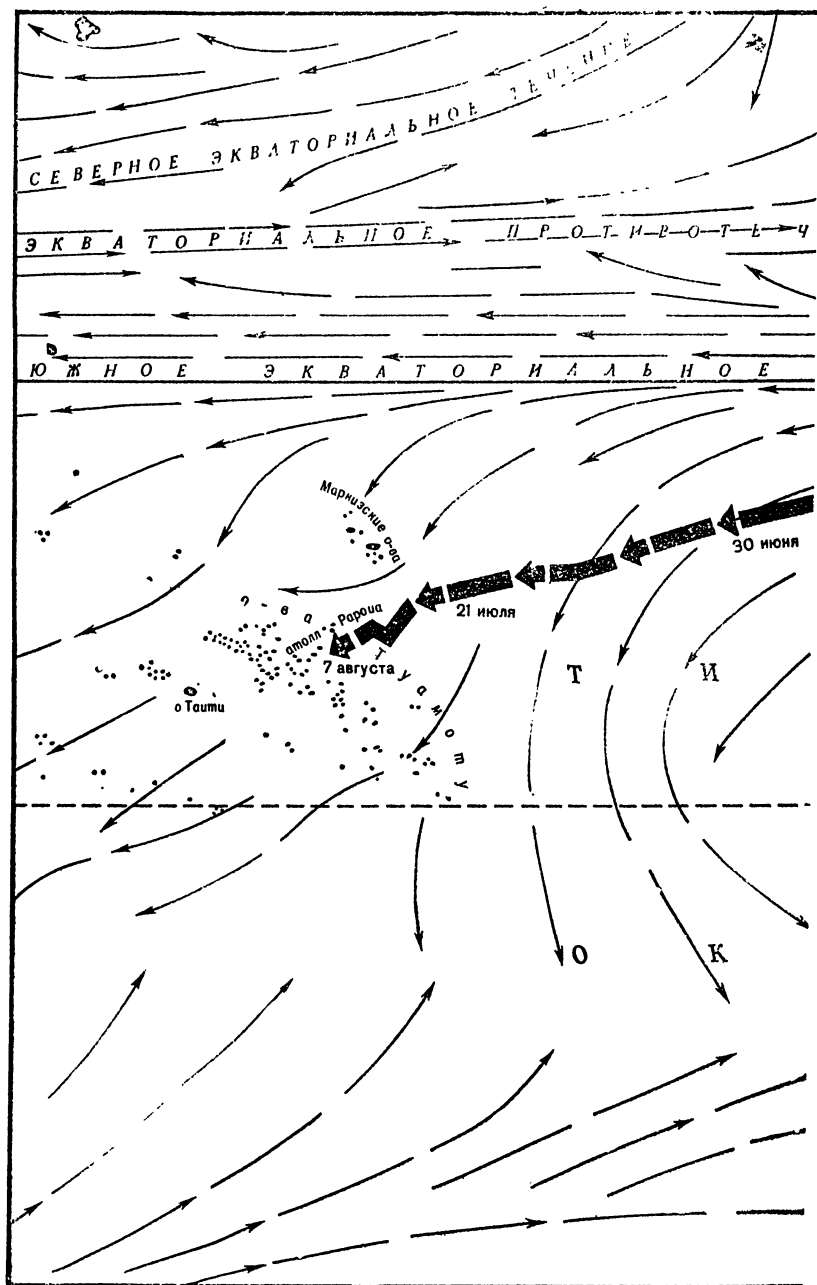 СЕВЕРНОЕ ЭКВАТОРИАЛЬНОЕ ТЕЧЕНИЕ
ЭКВАТОРИАЛЬНОЕ ПРОТИВОТЕЧ
ЮЖНОЕ ЭКВАТОРИАЛЬНОЕ
Маркизские о-ва
30 июня
21 июля
о-ва Туамоту
атолл Рароиа
7 августа
о Таити
Т И
О К